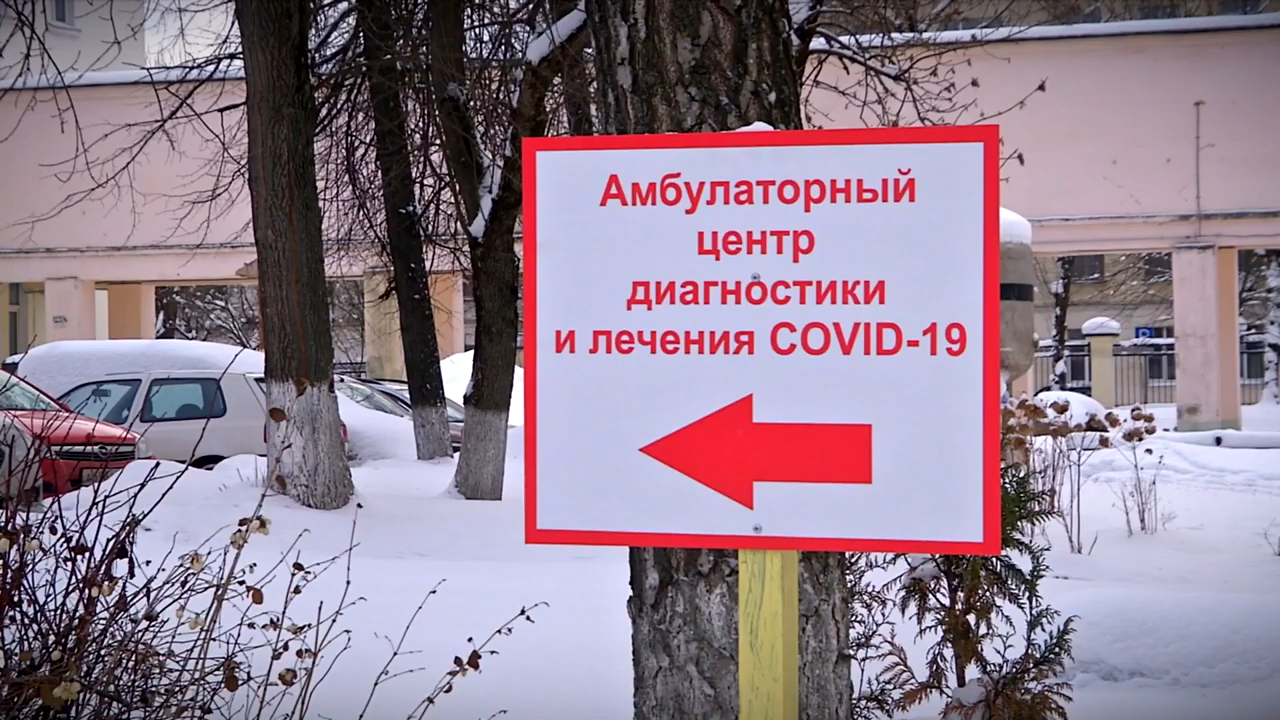 Амбулаторный
центр
диагностики
и лечения COVID-19
P